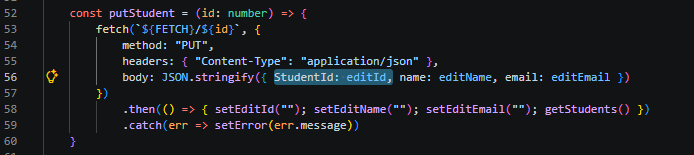 52 const putStudent = (id: number) => {
53 fetch(`${FETCH}/${id}`, {
54 method: "PUT",
55 headers: { "Content-Type": "application/json" },
56 body: JSON.stringify({ StudentId: editId, name: editName, email: editEmail })
57 })
58 .then(() => { setEditId(""); setEditName(""); setEditEmail(""); getStudents() })
59 .catch(err => setError(err.message))
60 }